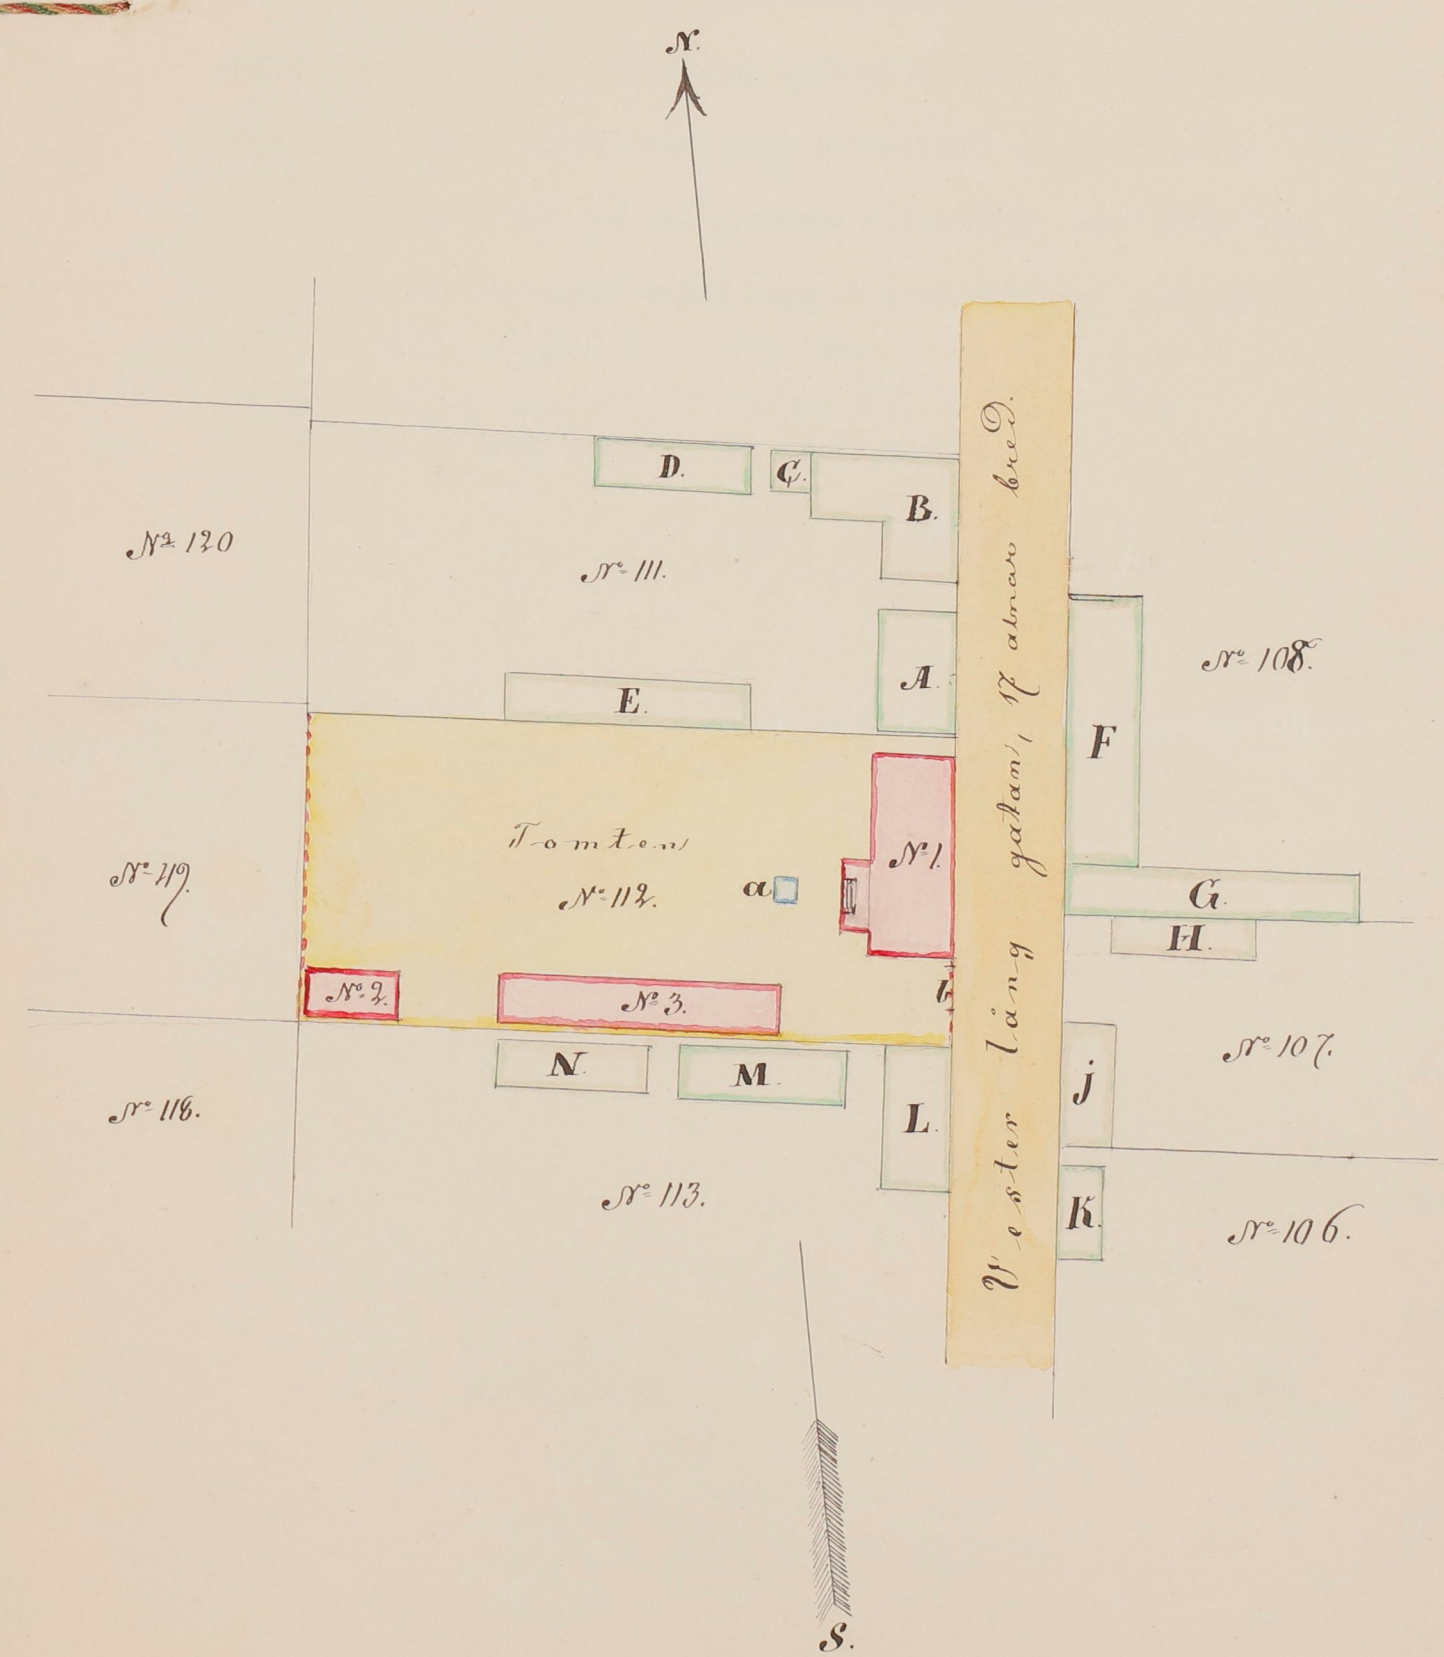 N.
D.
C.
B.
Nº 120
Nº 111.
Nº 108.
A.
E.
F
Tomten
Nº 112.
a
Nº 1.
Nº 49.
G.
H.
Nº 2.
Nº 3.
b
Vester lång gatan, 17 alnar bred.
N.
M.
L.
j
Nº 107.
Nº 118.
Nº 113.
K.
Nº 106.
S.